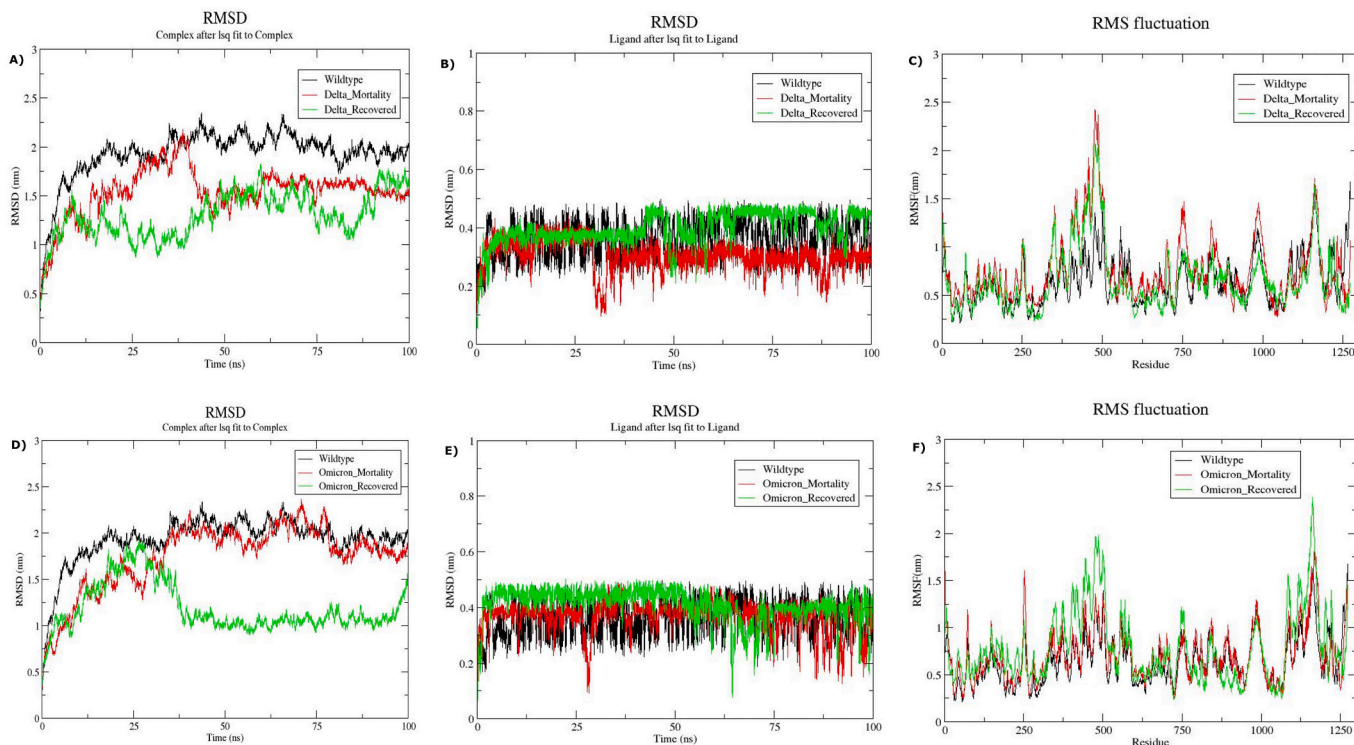 A)
RMSD
Complex after lsq fit to Complex
Wildtype
Delta_Mortality
Delta_Recovered
RMSD (nm)
3
2.5
2
1.5
1
0.5
0
0
25
50
75
100
Time (ns)
B)
RMSD
Ligand after lsq fit to Ligand
Wildtype
Delta_Mortality
Delta_Recovered
RMSD (nm)
1
0.8
0.6
0.4
0.2
0
0
25
50
75
100
Time (ns)
C)
RMS fluctuation
Wildtype
Delta_Mortality
Delta_Recovered
RMSF(nm)
3
2.5
2
1.5
1
0.5
0
0
250
500
750
1000
1250
Residue
D)
RMSD
Complex after lsq fit to Complex
Wildtype
Omicron_Mortality
Omicron_Recovered
RMSD (nm)
3
2.5
2
1.5
1
0.5
0
0
25
50
75
100
Time (ns)
E)
RMSD
Ligand after lsq fit to Ligand
Wildtype
Omicron_Mortality
Omicron_Recovered
RMSD (nm)
1
0.8
0.6
0.4
0.2
0
0
25
50
75
100
Time (ns)
F)
RMS fluctuation
Wildtype
Omicron_Mortality
Omicron_Recovered
RMSF(nm)
3
2.5
2
1.5
1
0.5
0
0
250
500
750
1000
1250
Residue